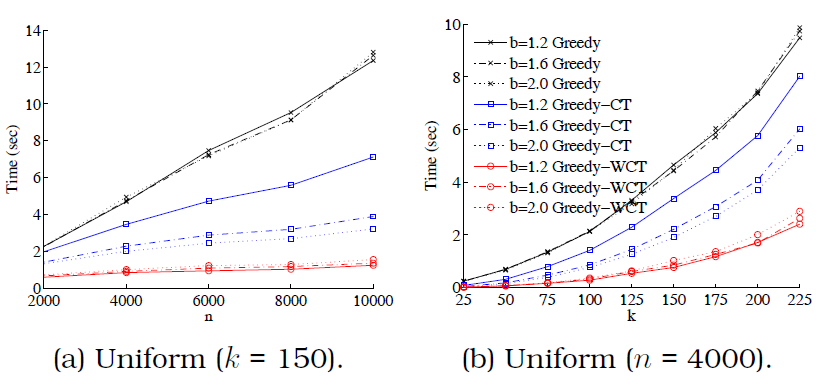 14
12
10
8
6
4
2
0
Time (sec)
2000 4000 6000 8000 10000
n
(a) Uniform (k = 150).
10
8
6
4
2
0
Time (sec)
b=1.2 Greedy
b=1.6 Greedy
b=2.0 Greedy
b=1.2 Greedy−CT
b=1.6 Greedy−CT
b=2.0 Greedy−CT
b=1.2 Greedy−WCT
b=1.6 Greedy−WCT
b=2.0 Greedy−WCT
25 50 75 100 125 150 175 200 225
k
(b) Uniform (n = 4000).